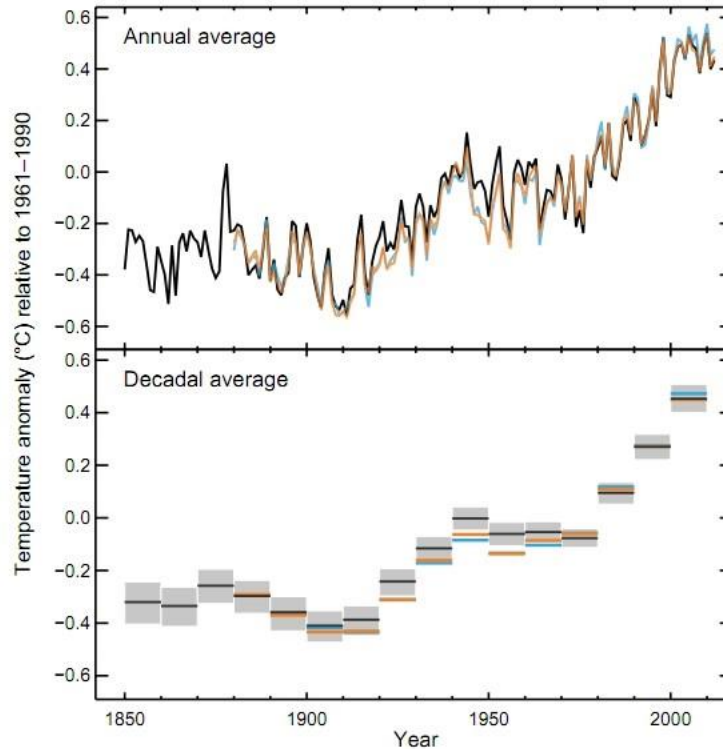 Temperature anomaly (°C) relative to 1961–1990
Annual average
0.6
0.4
0.2
0.0
−0.2
−0.4
−0.6
Decadal average
0.6
0.4
0.2
0.0
−0.2
−0.4
−0.6
1850 1900 1950 2000
Year